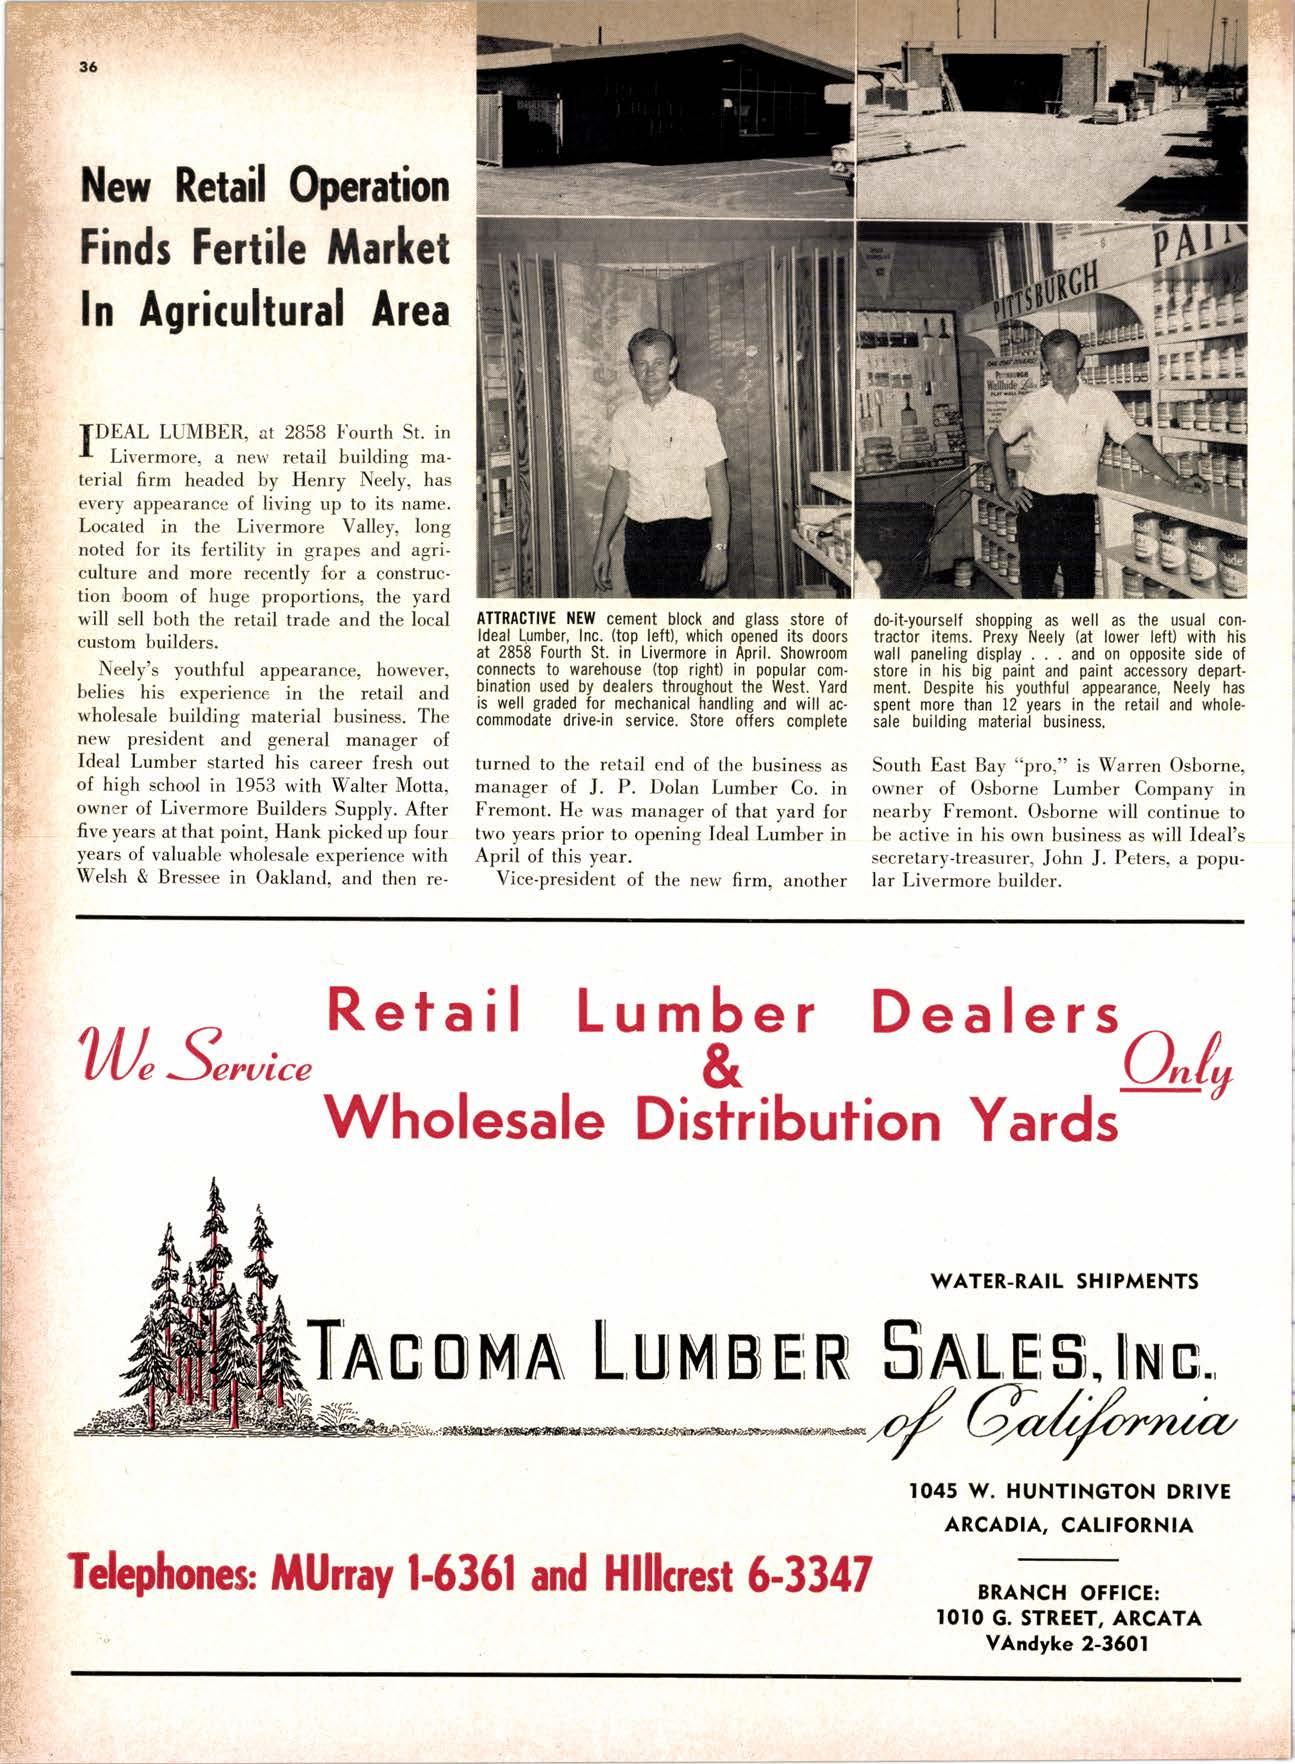 36
New Retail Operation
Finds Fertile Market
In Agricultural Area
PITTSBURGH
PAIN
PITTSBURGH
Wallhide
IDEAL LUMBER, at 2858 Fourth St. in
Livermore, a new retail building ma-
terial firm headed by Henry Neely, has
every appearance of living up to its name.
Located in the Livermore Valley, long
noted for its fertility in grapes and agri-
culture and more recently for a construc-
tion boom of huge proportions, the yard
will sell both the retail trade and the local
custom builders.
Neely's youthful appearance, however,
belies his experience in the retail and
wholesale building material business. The
new president and general manager of
Ideal Lumber started his career fresh out
of high school in 1953 with Walter Motta,
owner of Livermore Builders Supply. After
five years at that point, Hank picked up four
years of valuable wholesale experience with
Welsh & Bressee in Oakland, and then re-
ATTRACTIVE NEW cement block and glass store of
Ideal Lumber, Inc. (top left), which opened its doors
at 2858 Fourth St. in Livermore in April. Showroom
connects to warehouse (top right) in popular com-
bination used by dealers throughout the West. Yard
is well graded for mechanical handling and will ac-
commodate drive-in service. Store offers complete
do-it-yourself shopping as well as the usual con-
tractor items. Prexy Neely (at lower left) with his
wall paneling display . . . and on opposite side of
store in his big paint and paint accessory depart-
ment. Despite his youthful appearance, Neely has
spent more than 12 years in the retail and whole-
sale building material business.
turned to the retail end of the business as
manager of J. P. Dolan Lumber Co. in
Fremont. He was manager of that yard for
two years prior to opening Ideal Lumber in
April of this year.
Vice-president of the new firm, another
South East Bay "pro," is Warren Osborne,
owner of Osborne Lumber Company in
nearby Fremont. Osborne will continue to
be active in his own business as will Ideal's
secretary-treasurer, John J. Peters, a popu-
lar Livermore builder.
We Service
Retail Lumber Dealers
&
Wholesale Distribution Yards
Only
WATER-RAIL SHIPMENTS
TACOMA LUMBER SALES, INC.
of California
1045 W. HUNTINGTON DRIVE
ARCADIA, CALIFORNIA
Telephones: MUrray 1-6361 and HIllcrest 6-3347
BRANCH OFFICE:
1010 G. STREET, ARCATA
VAndyke 2-3601